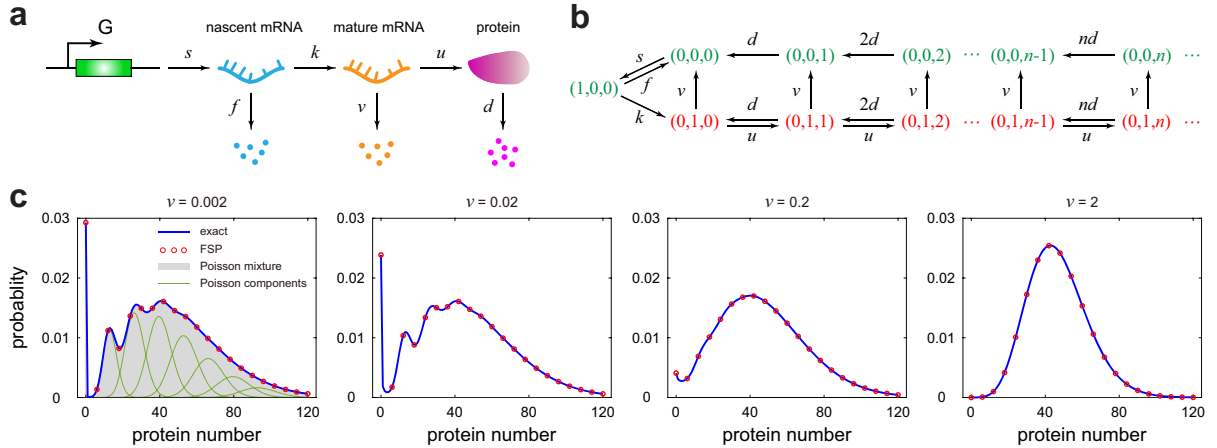 a
G
nascent mRNA
mature mRNA
protein
s
k
u
f
v
d
b
(0,0,0) d (0,0,1) 2d (0,0,2) ··· (0,0,n-1) nd (0,0,n) ···
s
(1,0,0) f
v v v v v
k
d 2d nd
(0,1,0) (0,1,1) (0,1,2) ··· (0,1,n-1) (0,1,n) ···
u u u
c
v = 0.002
v = 0.02
v = 0.2
v = 2
probablity
0.03
0.02
0.01
0
exact
FSP
Poisson mixture
Poisson components
0 40 80 120
protein number
0.03
0.02
0.01
0
0 40 80 120
protein number
0.03
0.02
0.01
0
0 40 80 120
protein number
0.03
0.02
0.01
0
0 40 80 120
protein number